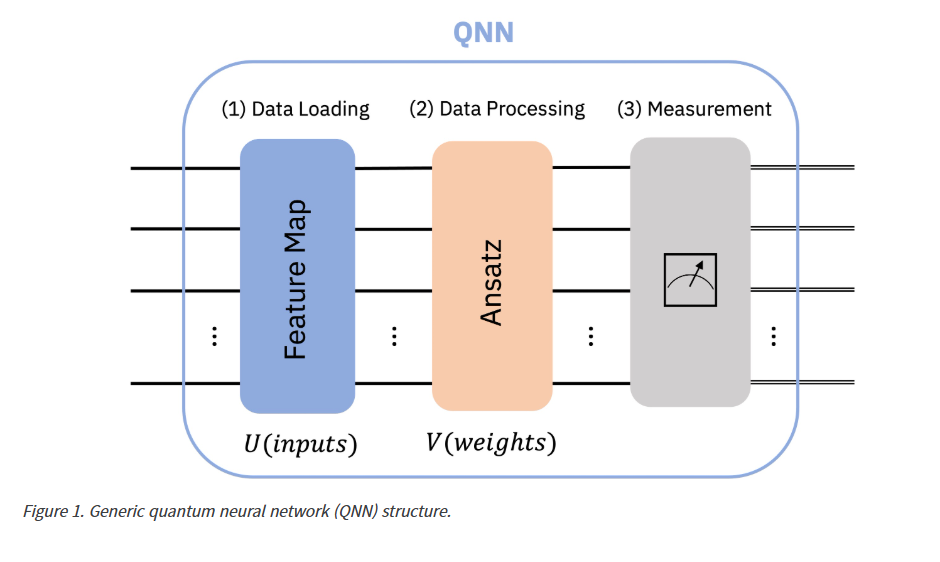 QNN
(1) Data Loading
(2) Data Processing
(3) Measurement
Feature Map
Ansatz
U(inputs)
V(weights)
Figure 1. Generic quantum neural network (QNN) structure.